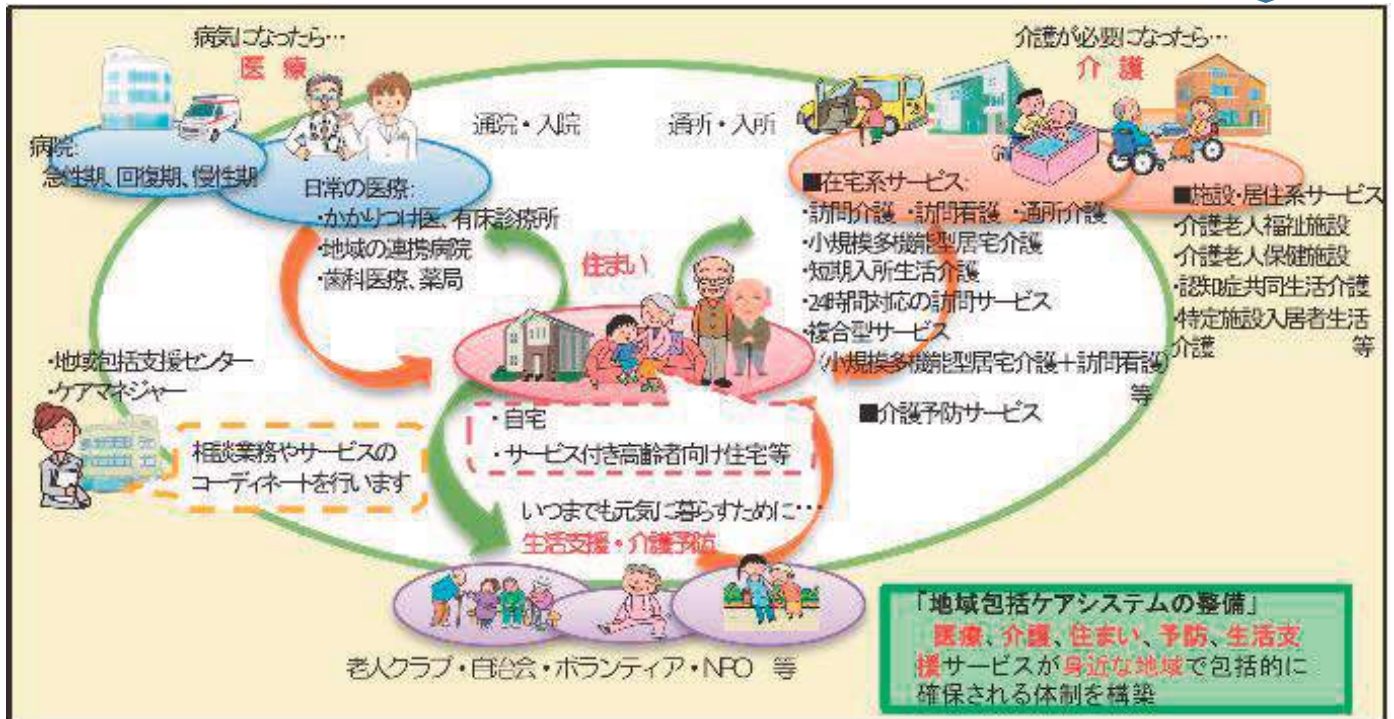 病気になったら…
医療
病院:
急性期、回復期、慢性期
日常の医療:
・かかりつけ医、有床診療所
・地域の連携病院
・歯科医療、薬局
通院・入院
通所・入所
介護が必要になったら…
介護
■在宅系サービス:
・訪問介護 ・訪問看護 ・通所介護
・小規模多機能型居宅介護
・短期入所生活介護
・24時間対応の訪問サービス
・複合型サービス
(小規模多機能型居宅介護＋訪問看護)
等
■介護予防サービス
■施設・居住系サービス
・介護老人福祉施設
・介護老人保健施設
・認知症共同生活介護
・特定施設入居者生活
介護 等
住まい
・自宅
・サービス付き高齢者向け住宅等
・地域包括支援センター
・ケアマネジャー
相談業務やサービスの
コーディネートを行います
いつまでも元気に暮らすために…
生活支援・介護予防
老人クラブ・自治会・ボランティア・NPO 等
「地域包括ケアシステムの整備」
医療、介護、住まい、予防、生活支
援サービスが身近な地域で包括的に
確保される体制を構築